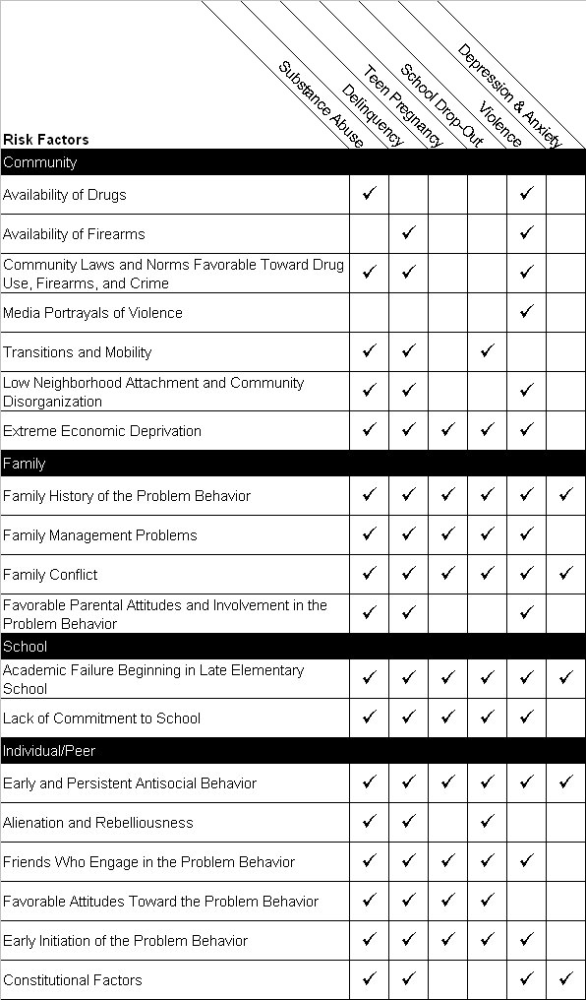 Substance Abuse
Delinquency
Teen Pregnancy
School Drop-Out
Violence
Depression & Anxiety
Risk Factors
Community
Availability of Drugs ✓ ✓
Availability of Firearms ✓ ✓
Community Laws and Norms Favorable Toward Drug
Use, Firearms, and Crime ✓ ✓ ✓
Media Portrayals of Violence ✓
Transitions and Mobility ✓ ✓ ✓
Low Neighborhood Attachment and Community
Disorganization ✓ ✓ ✓
Extreme Economic Deprivation ✓ ✓ ✓ ✓ ✓
Family
Family History of the Problem Behavior ✓ ✓ ✓ ✓ ✓ ✓
Family Management Problems ✓ ✓ ✓ ✓ ✓
Family Conflict ✓ ✓ ✓ ✓ ✓ ✓
Favorable Parental Attitudes and Involvement in the
Problem Behavior ✓ ✓ ✓
School
Academic Failure Beginning in Late Elementary
School ✓ ✓ ✓ ✓ ✓ ✓
Lack of Commitment to School ✓ ✓ ✓ ✓ ✓
Individual/Peer
Early and Persistent Antisocial Behavior ✓ ✓ ✓ ✓ ✓ ✓
Alienation and Rebelliousness ✓ ✓ ✓
Friends Who Engage in the Problem Behavior ✓ ✓ ✓ ✓ ✓
Favorable Attitudes Toward the Problem Behavior ✓ ✓ ✓ ✓
Early Initiation of the Problem Behavior ✓ ✓ ✓ ✓ ✓
Constitutional Factors ✓ ✓ ✓ ✓